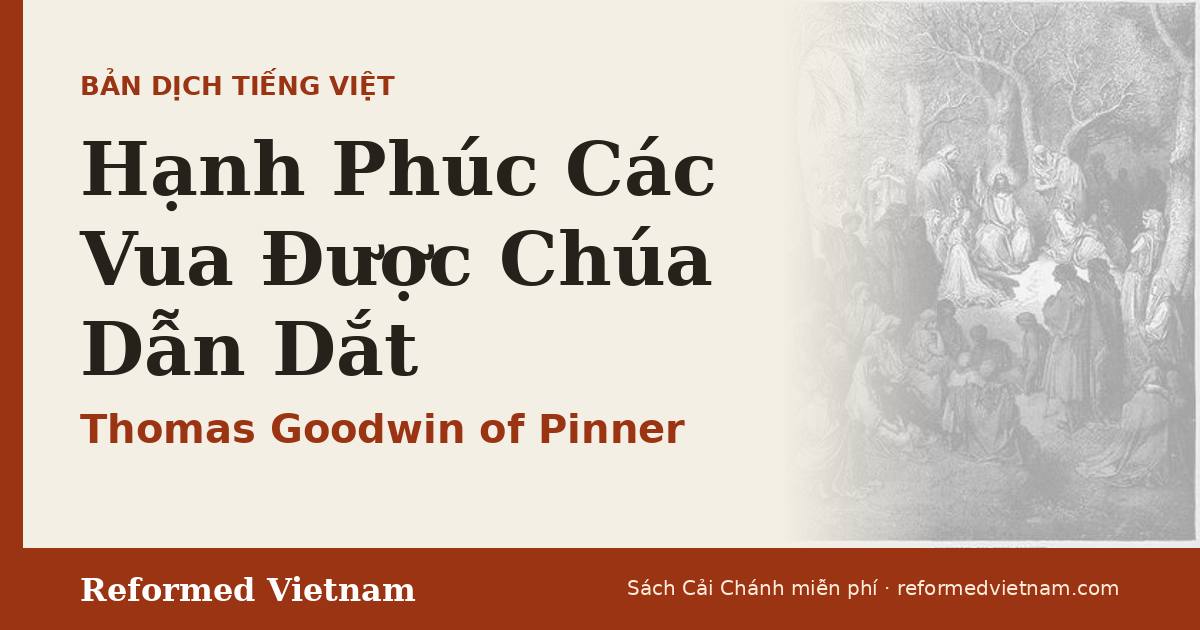 BẢN DỊCH TIẾNG VIỆT
Hạnh Phúc Các
Vua Được Chúa
Dẫn Dắt
Thomas Goodwin of Pinner
Reformed Vietnam
Sách Cải Chánh miễn phí · reformedvietnam.com